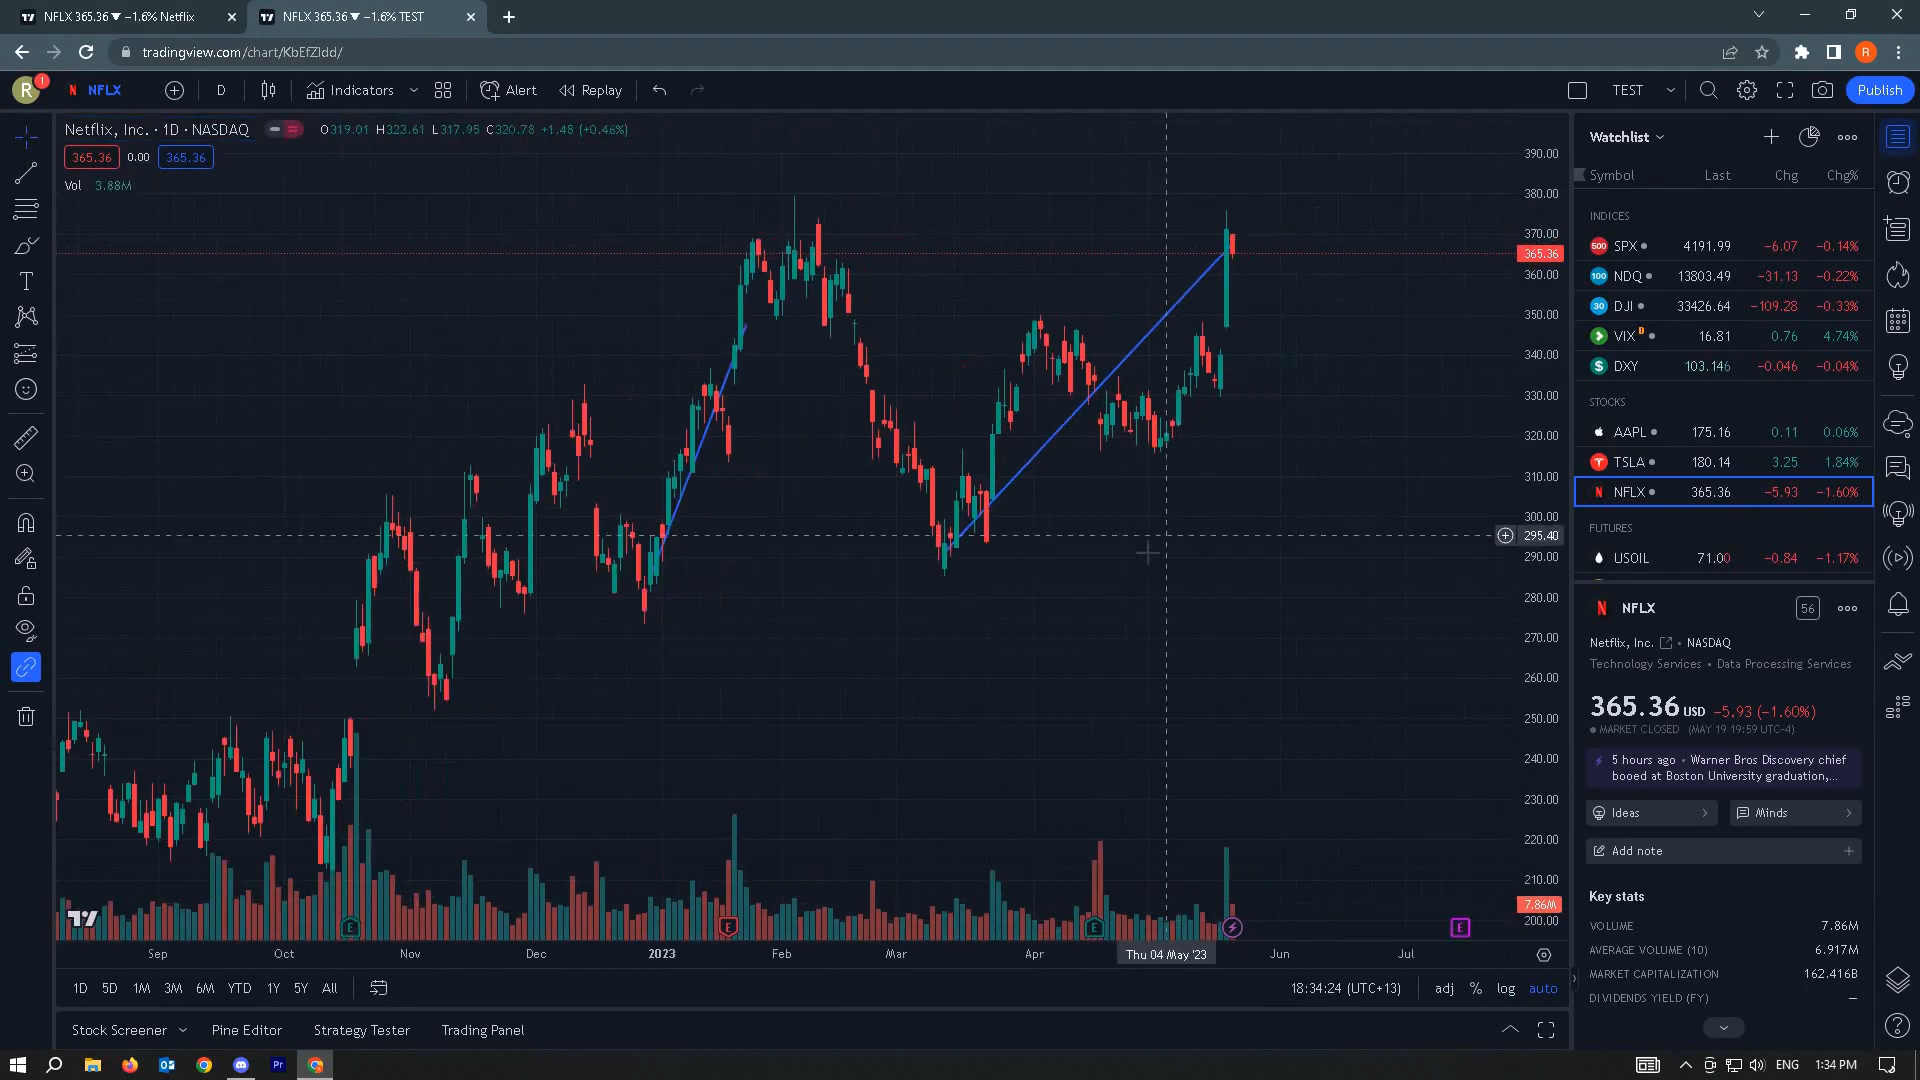 NFLX 365.36 ▼ −1.6% Netflix
NFLX 365.36 ▼ −1.6% TEST
tradingview.com/chart/KbEfZIdd/
R
R 1
NFLX
D
Indicators
Alert
Replay
TEST
Publish
Netflix, Inc. · 1D · NASDAQ
O319.01 H323.61 L317.95 C320.78 +1.48 (+0.46%)
365.36 0.00 365.36
Vol 3.88M
390.00
380.00
370.00
365.36
360.00
350.00
340.00
330.00
320.00
310.00
300.00
295.40
290.00
280.00
270.00
260.00
250.00
240.00
230.00
220.00
210.00
7.86M
200.00
E
E
E
E
Sep Oct Nov Dec 2023 Feb Mar Apr Thu 04 May '23 Jun Jul
1D 5D 1M 3M 6M YTD 1Y 5Y All
18:34:24 (UTC+13) adj % log auto
Stock Screener Pine Editor Strategy Tester Trading Panel
Watchlist
Symbol Last Chg Chg%
INDICES
500 SPX 4191.99 −6.07 −0.14%
100 NDQ 13803.49 −31.13 −0.22%
30 DJI 33426.64 −109.28 −0.33%
VIX D 16.81 0.76 4.74%
DXY 103.146 −0.046 −0.04%
STOCKS
AAPL 175.16 0.11 0.06%
TSLA 180.14 3.25 1.84%
NFLX 365.36 −5.93 −1.60%
FUTURES
USOIL 71.00 −0.84 −1.17%
N NFLX 56
Netflix, Inc. • NASDAQ
Technology Services • Data Processing Services
365.36 USD −5.93 (−1.60%)
MARKET CLOSED (MAY 19 19:59 UTC-4)
5 hours ago • Warner Bros Discovery chief
booed at Boston University graduation,...
Ideas
Minds
Add note
Key stats
VOLUME 7.86M
AVERAGE VOLUME (10) 6.917M
MARKET CAPITALIZATION 162.416B
DIVIDENDS YIELD (FY) —
Pr
ENG 1:34 PM